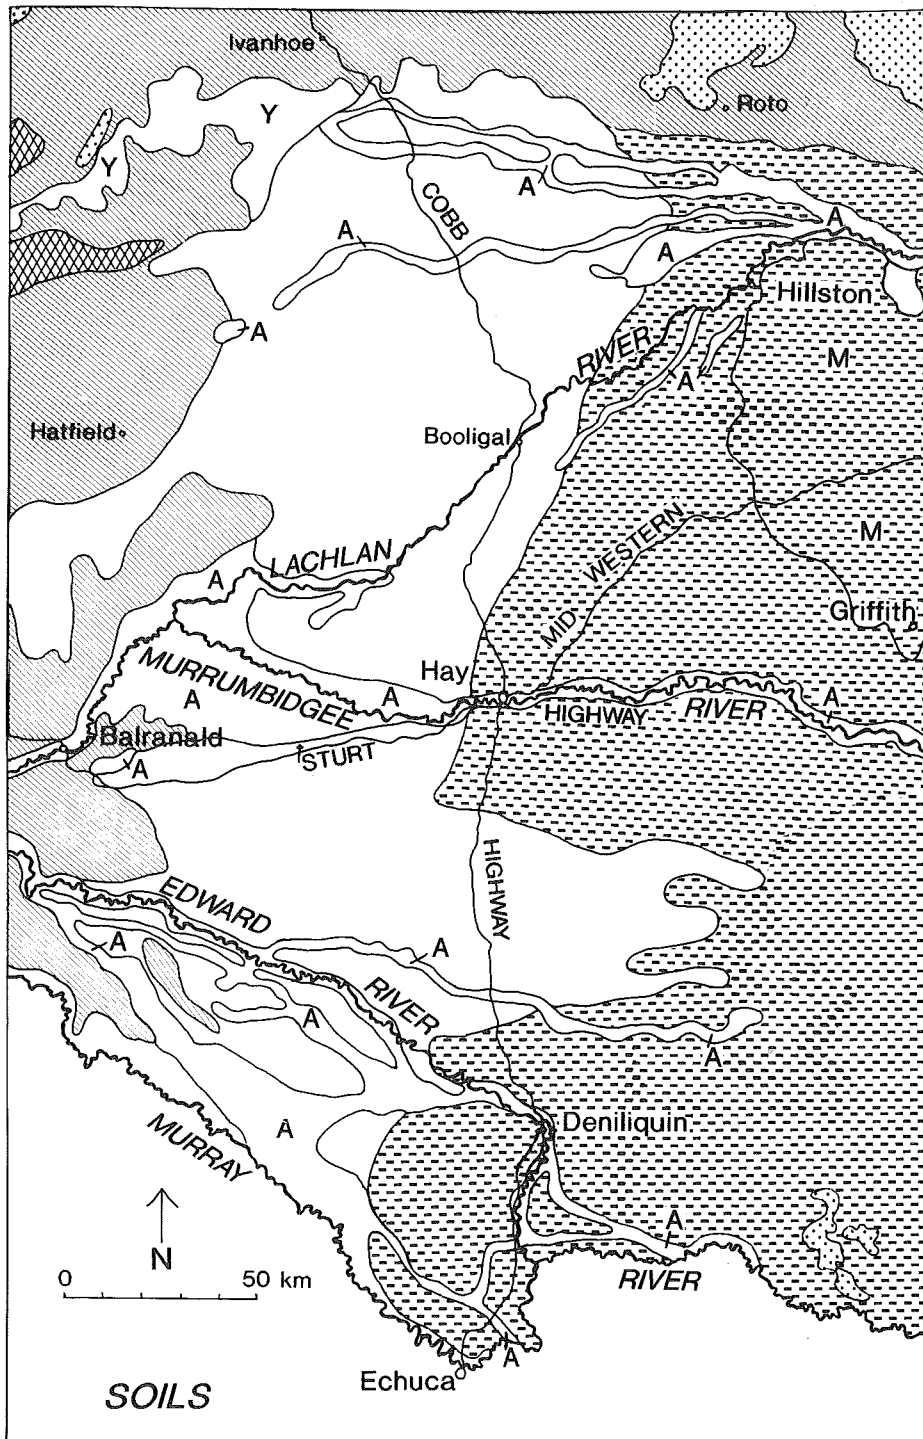 Ivanhoe
Roto
Y
Y
Y
COBB
A
A
A
A
A
Hillston
RIVER
A
M
Hatfield
Booligal
LACHLAN
WESTERN
MID
M
A
Griffith
Hay
MURRUMBIDGEE
A
A
A
HIGHWAY
RIVER
Balranald
STURT
A
HIGHWAY
EDWARD
A
A
RIVER
A
A
A
Deniliquin
MURRAY
N
0 50 km
A
RIVER
A
Echuca
SOILS